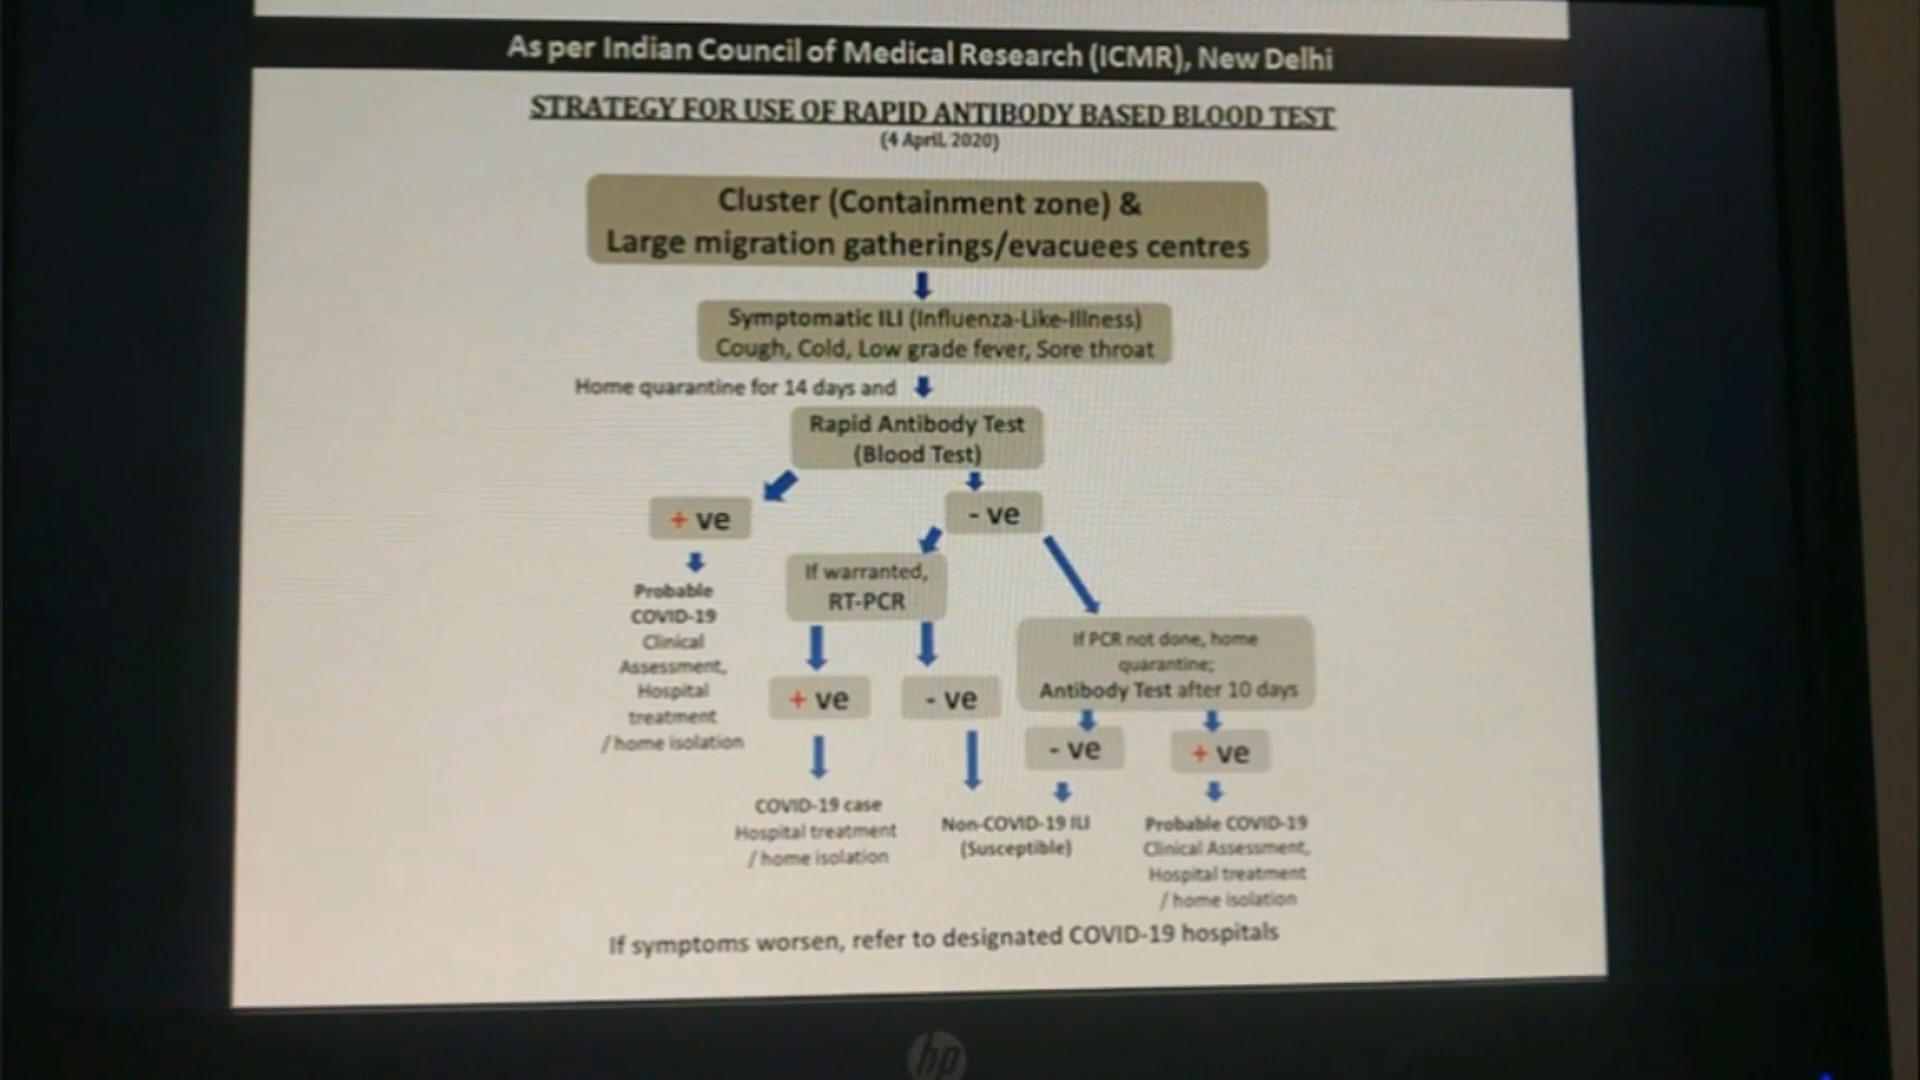 As per Indian Council of Medical Research (ICMR), New Delhi
STRATEGY FOR USE OF RAPID ANTIBODY BASED BLOOD TEST
(4 April, 2020)
Cluster (Containment zone) &
Large migration gatherings/evacuees centres
Symptomatic ILI (Influenza-Like-Illness)
Cough, Cold, Low grade fever, Sore throat
Home quarantine for 14 days and
Rapid Antibody Test
(Blood Test)
+ ve
- ve
Probable
COVID-19
Clinical
Assessment,
Hospital
treatment
/ home isolation
If warranted,
RT-PCR
+ ve
- ve
COVID-19 case
Hospital treatment
/ home isolation
If PCR not done, home
quarantine;
Antibody Test after 10 days
- ve
+ ve
Non-COVID-19 ILI
(Susceptible)
Probable COVID-19
Clinical Assessment,
Hospital treatment
/ home isolation
If symptoms worsen, refer to designated COVID-19 hospitals
hp